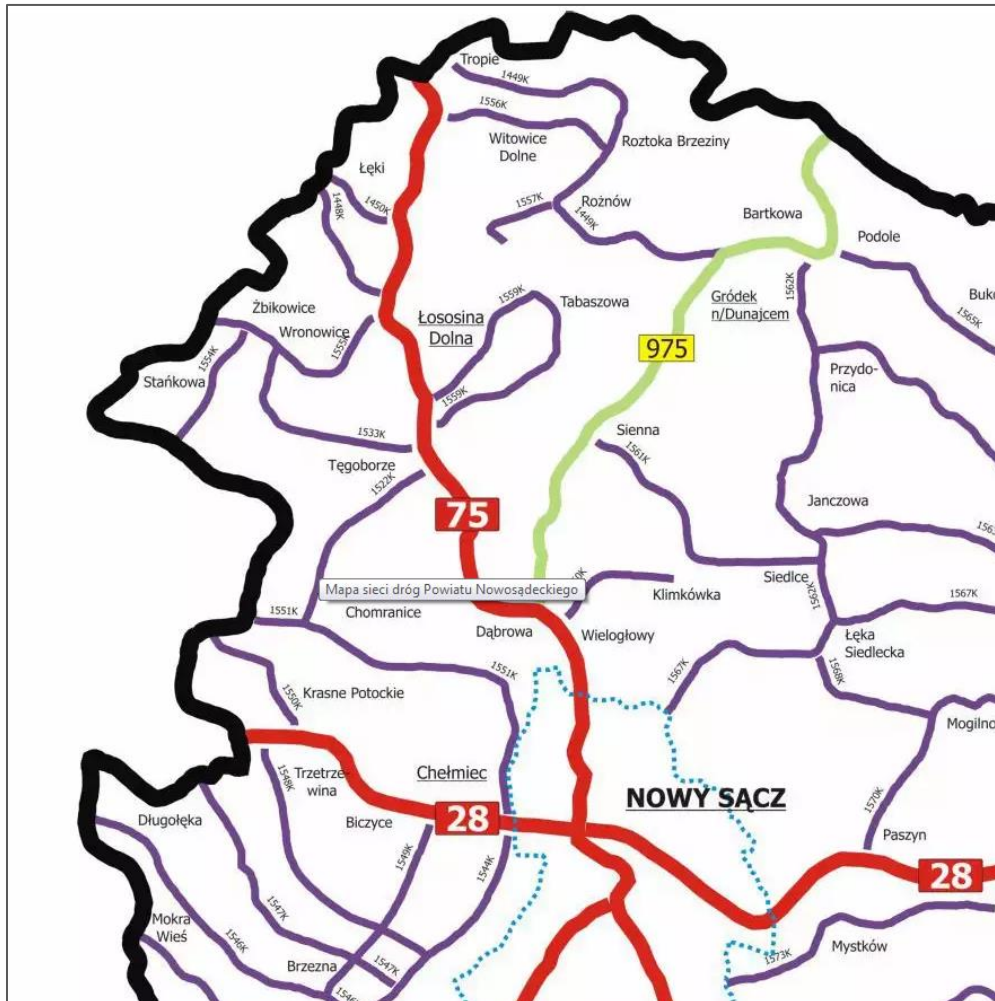 Tropie
1449K
1556K
Witowice
Dolne
Roztoka Brzeziny
Łęki
1448K
1450K
1557K
Rożnów
1449K
Bartkowa
Podole
1562K
1565K
Żbikowice
Wronowice
1555K
1554K
Stańkowa
Łososina
Dolna
1559K
Tabaszowa
1559K
Gródek
n/Dunajcem
975
Przydo-
nica
1533K
Tęgoborze
1522K
Sienna
1561K
75
Janczowa
Siedlce
1562K
1567K
Mapa sieci dróg Powiatu Nowosądeckiego
Klimkówka
1551K
Chomranice
Dąbrowa
Wielogłowy
Łęka
Siedlecka
1551K
1567K
1568K
1550K
Krasne Potockie
Mogilno
Trzetrze-
wina
1548K
Chełmiec
NOWY SĄCZ
Długołęka
Biczyce
28
1570K
Paszyn
1549K
1544K
28
Mokra
Wieś
1547K
1546K
Brzezna
1547K
Mystków
1573K